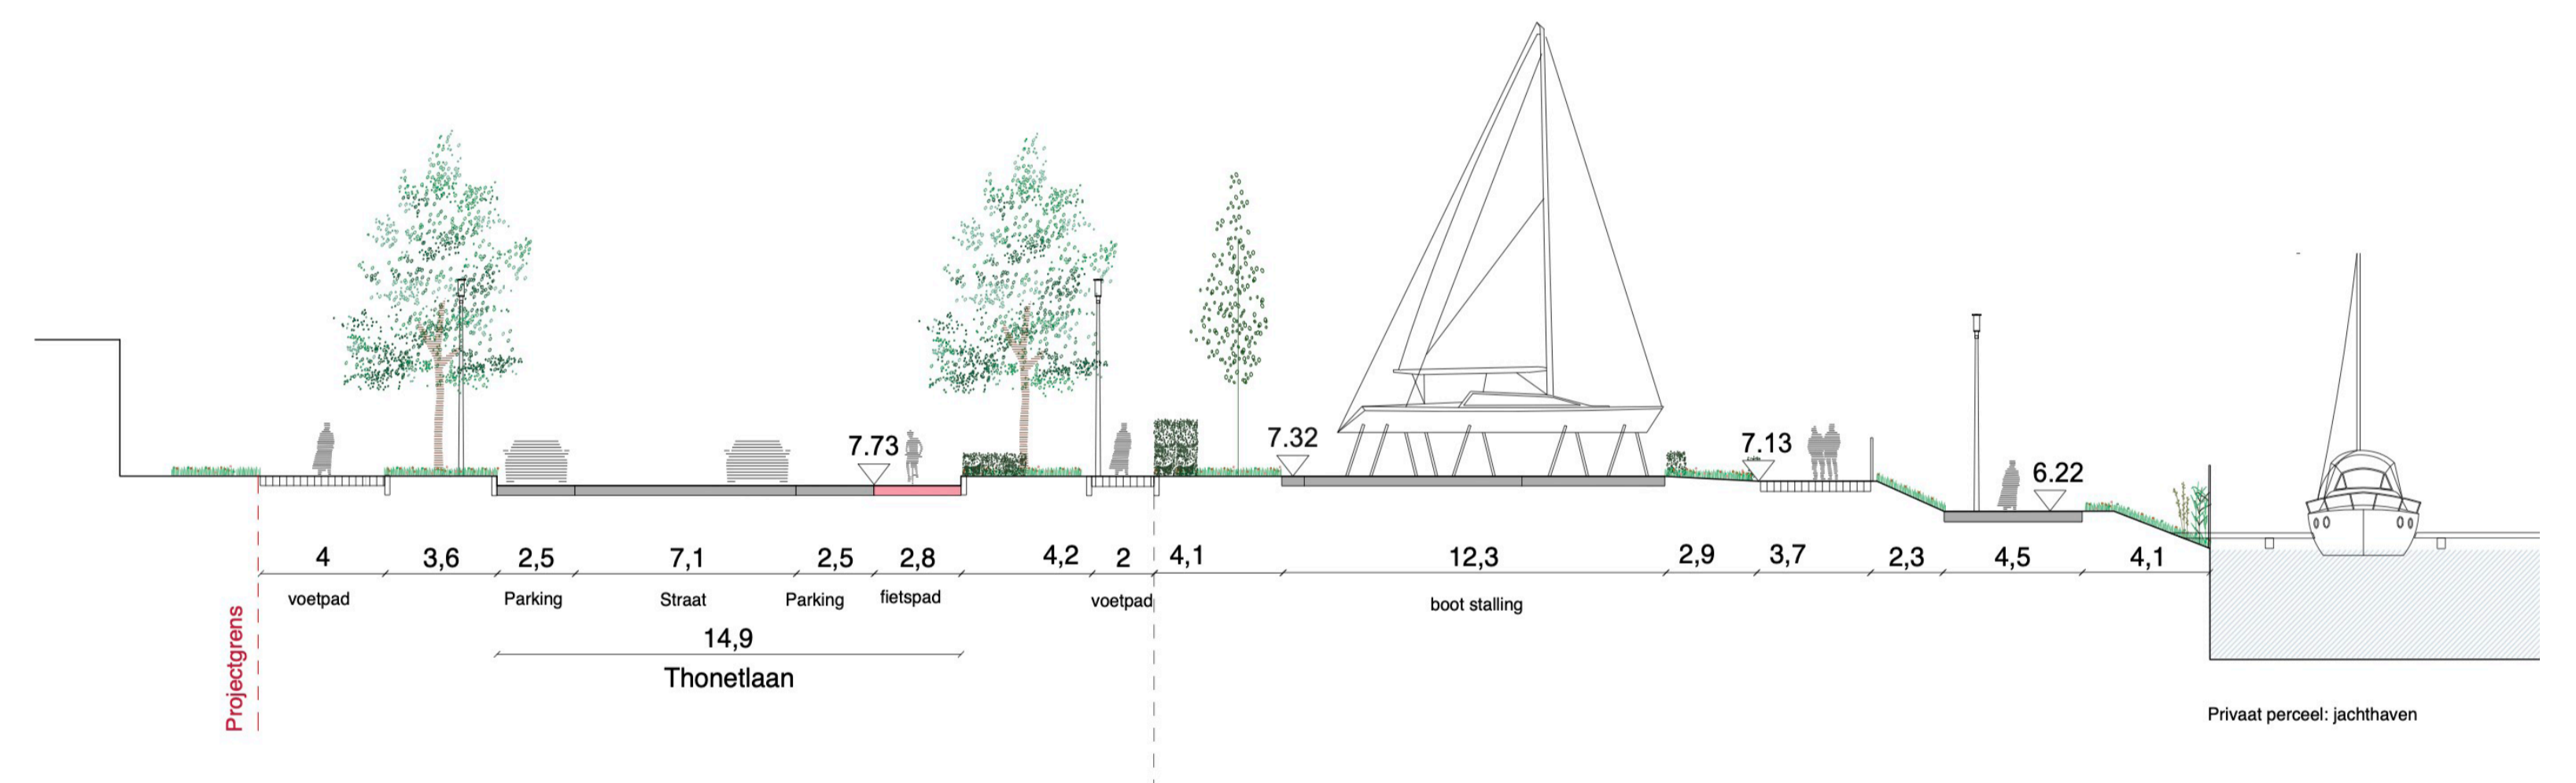 7.73
7.32
7.13
6.22
4
3,6
2,5
7,1
2,5
2,8
4,2
2
4,1
12,3
2,9
3,7
2,3
4,5
4,1
voetpad
Parking
Straat
Parking
fietspad
voetpad
boot stalling
14,9
Thonetlaan
Projectgrens
Privaat perceel: jachthaven